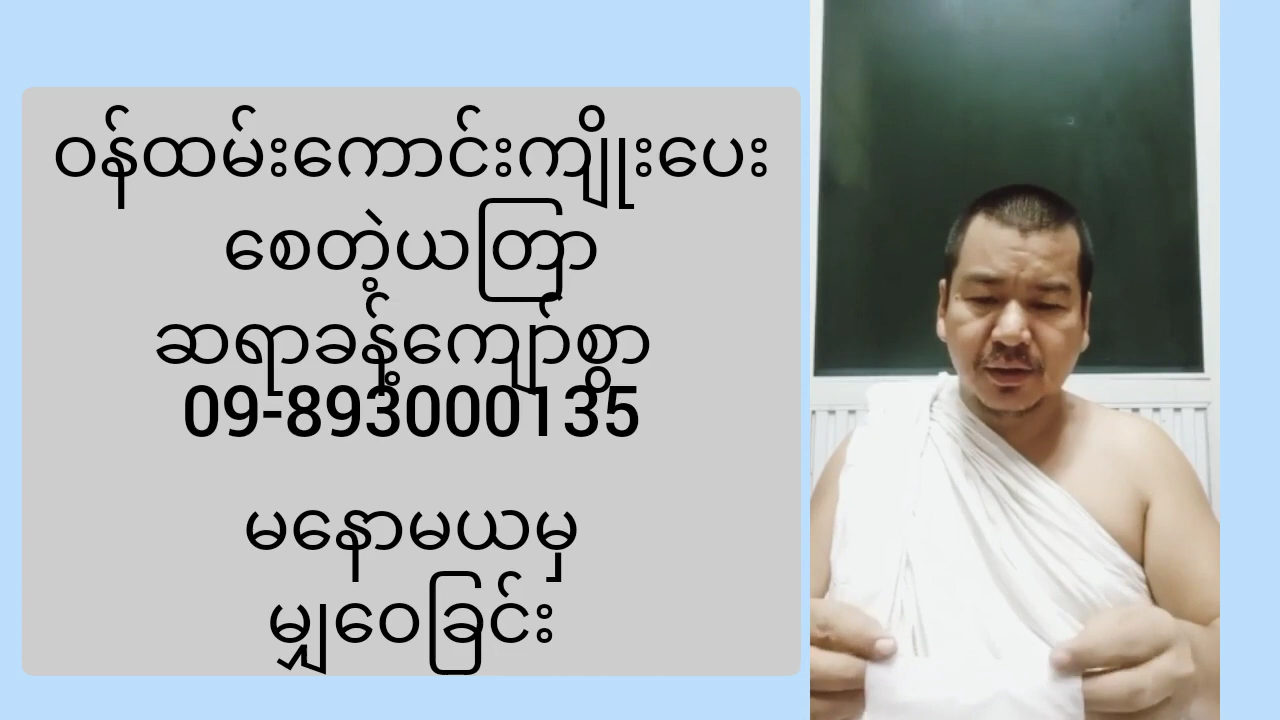 ဝန်ထမ်းကောင်းကျိုးပေး
စေတဲ့ယတြာ
ဆရာခန့်ကျော်စွာ
09-893000135
မနောမယမှ
မျှဝေခြင်း